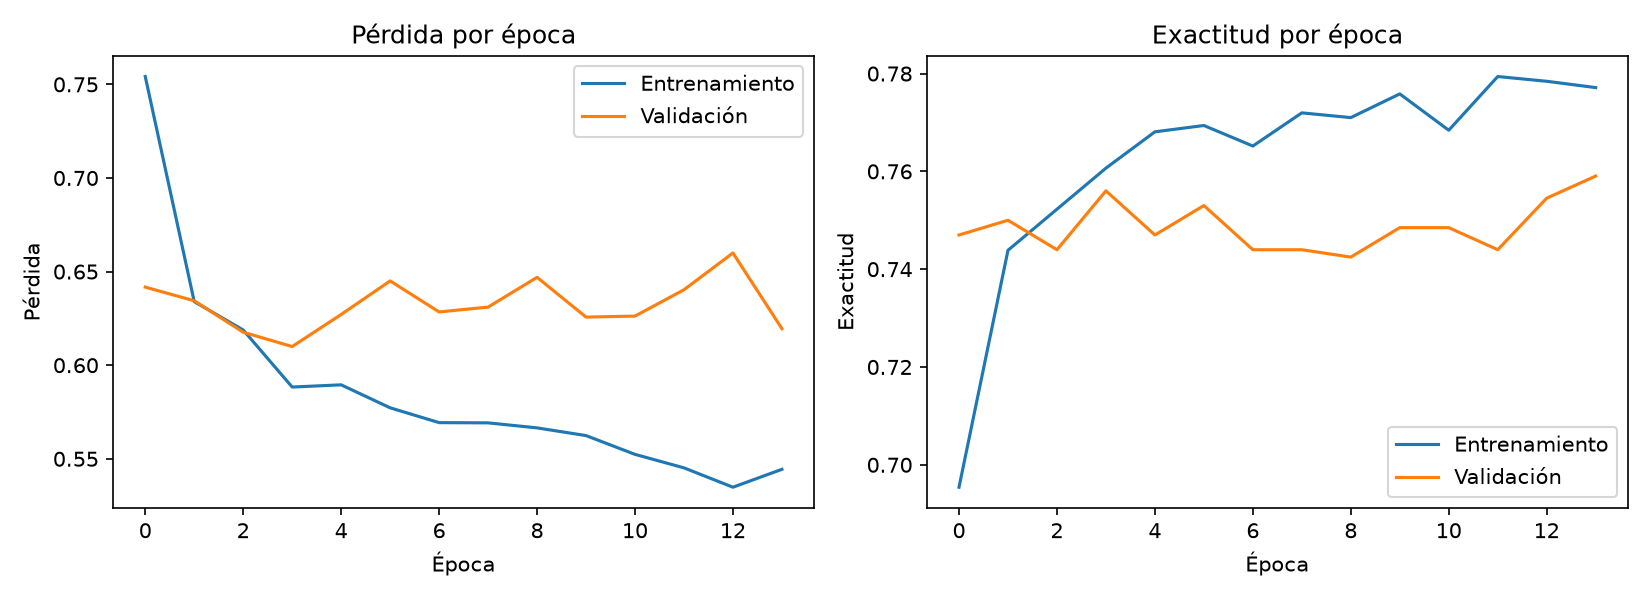 Pérdida por época
Pérdida
0.75
0.70
0.65
0.60
0.55
Entrenamiento
Validación
0 2 4 6 8 10 12
Época
Exactitud por época
Exactitud
0.78
0.76
0.74
0.72
0.70
Entrenamiento
Validación
0 2 4 6 8 10 12
Época